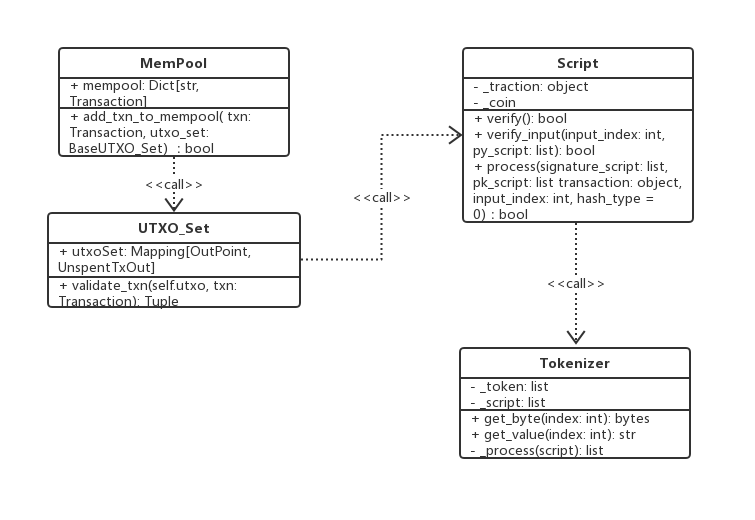 MemPool
+ mempool: Dict[str,
Transaction]
+ add_txn_to_mempool( txn:
Transaction, utxo_set:
BaseUTXO_Set) : bool
<<call>>
UTXO_Set
+ utxoSet: Mapping[OutPoint,
UnspentTxOut]
+ validate_txn(self.utxo, txn:
Transaction): Tuple
<<call>>
Script
- _traction: object
- _coin
+ verify(): bool
+ verify_input(input_index: int,
py_script: list): bool
+ process(signature_script: list,
pk_script: list transaction: object,
input_index: int, hash_type =
0) : bool
<<call>>
Tokenizer
- _token: list
- _script: list
+ get_byte(index: int): bytes
+ get_value(index: int): str
- _process(script): list